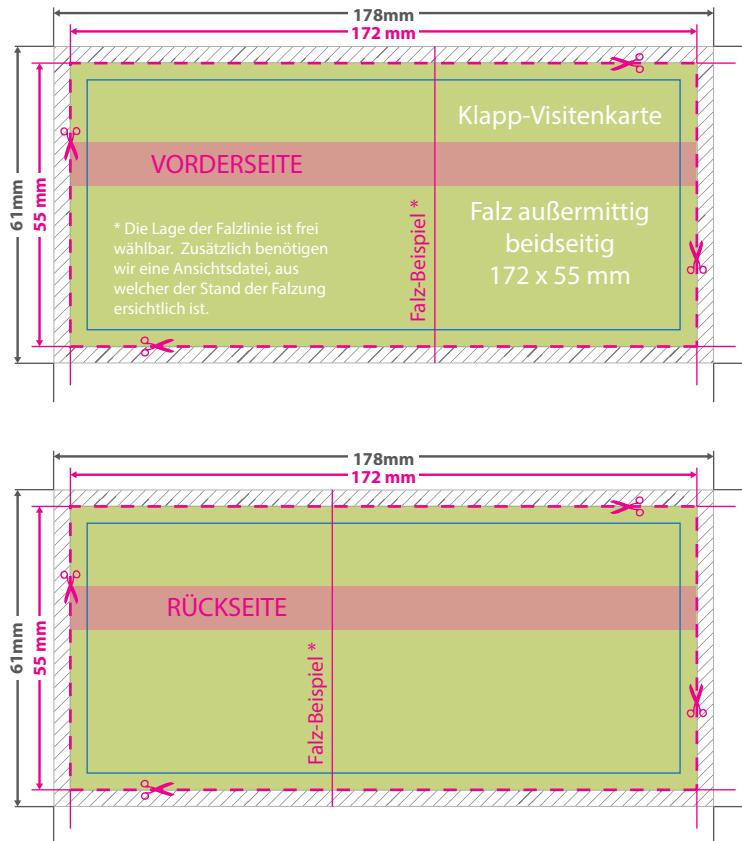 178mm
172 mm
61mm
55 mm
Klapp-Visitenkarte
VORDERSEITE
* Die Lage der Falzlinie ist frei
wählbar. Zusätzlich benötigen
wir eine Ansichtsdatei, aus
welcher der Stand der Falzung
ersichtlich ist.
Falz-Beispiel *
Falz außermittig
beidseitig
172 x 55 mm
178mm
172 mm
61mm
55 mm
RÜCKSEITE
Falz-Beispiel *